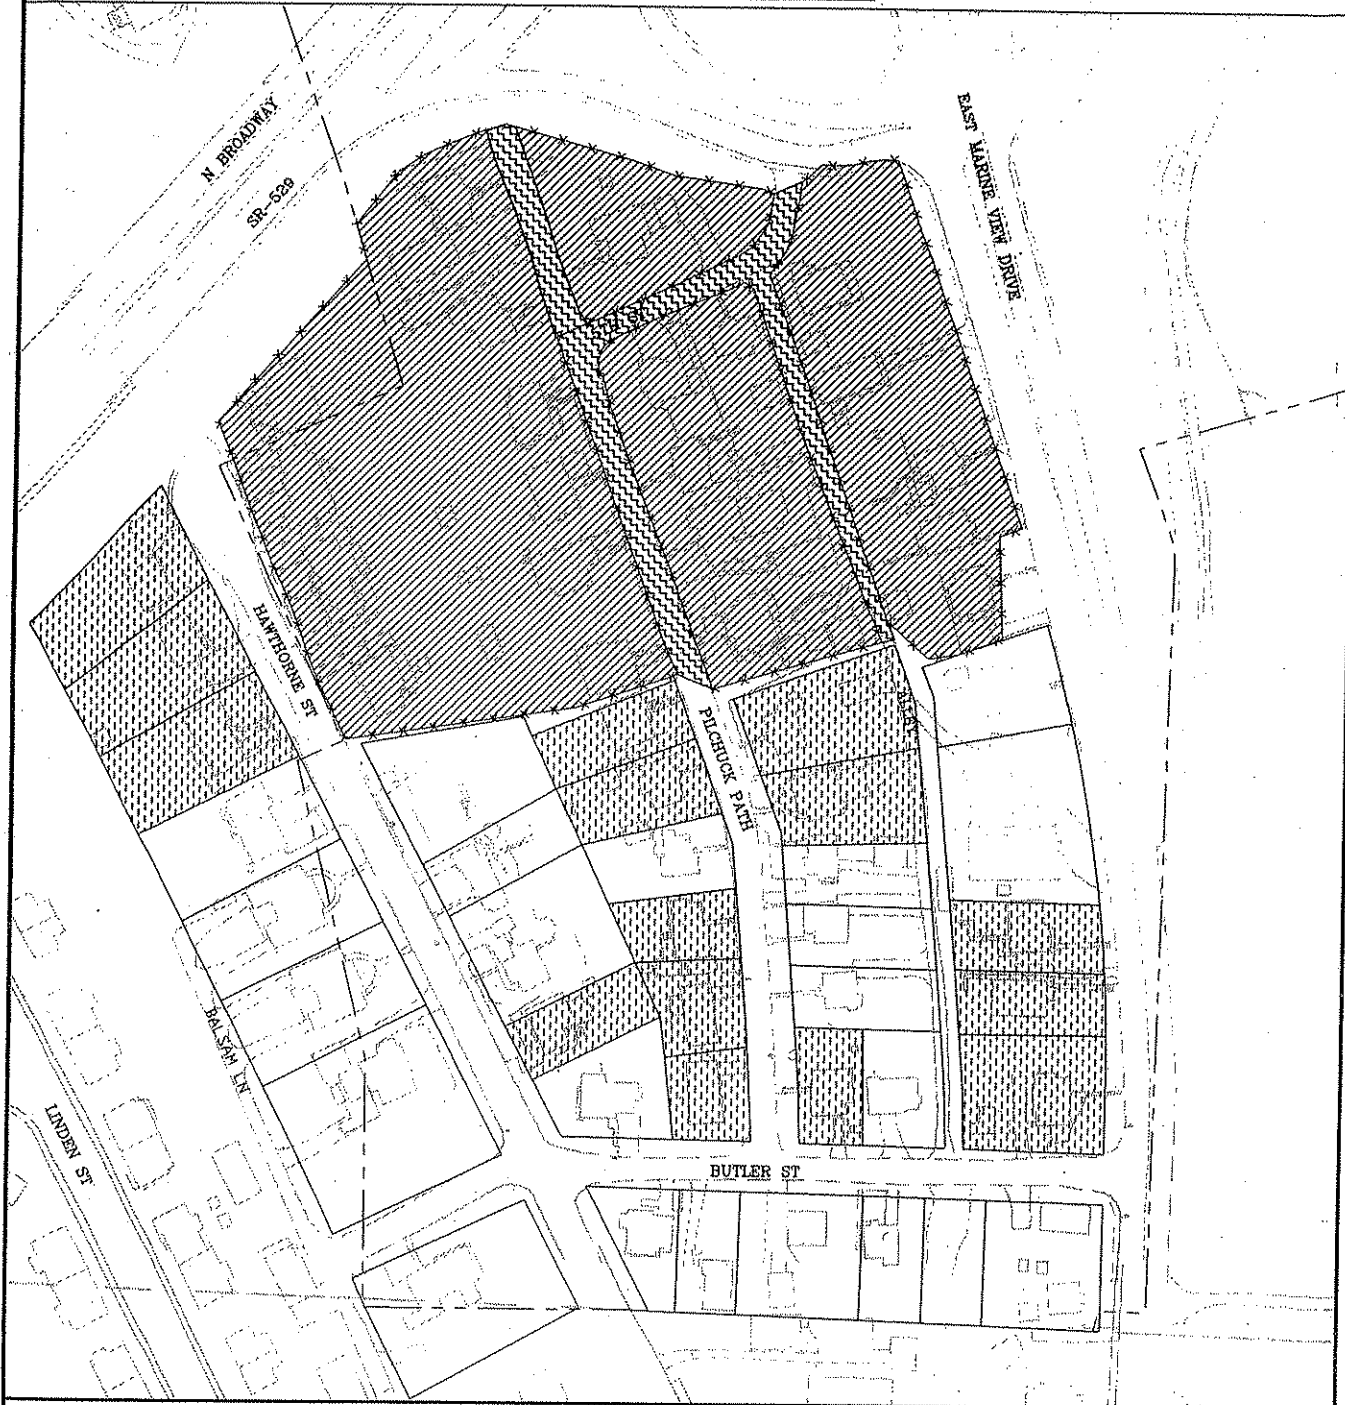 N BROADWAY
SR-529
EAST MARINE VIEW DRIVE
HAWTHORNE ST
PILCHUCK PATH
BALSAM LN
LINDEN ST
BUTLER ST